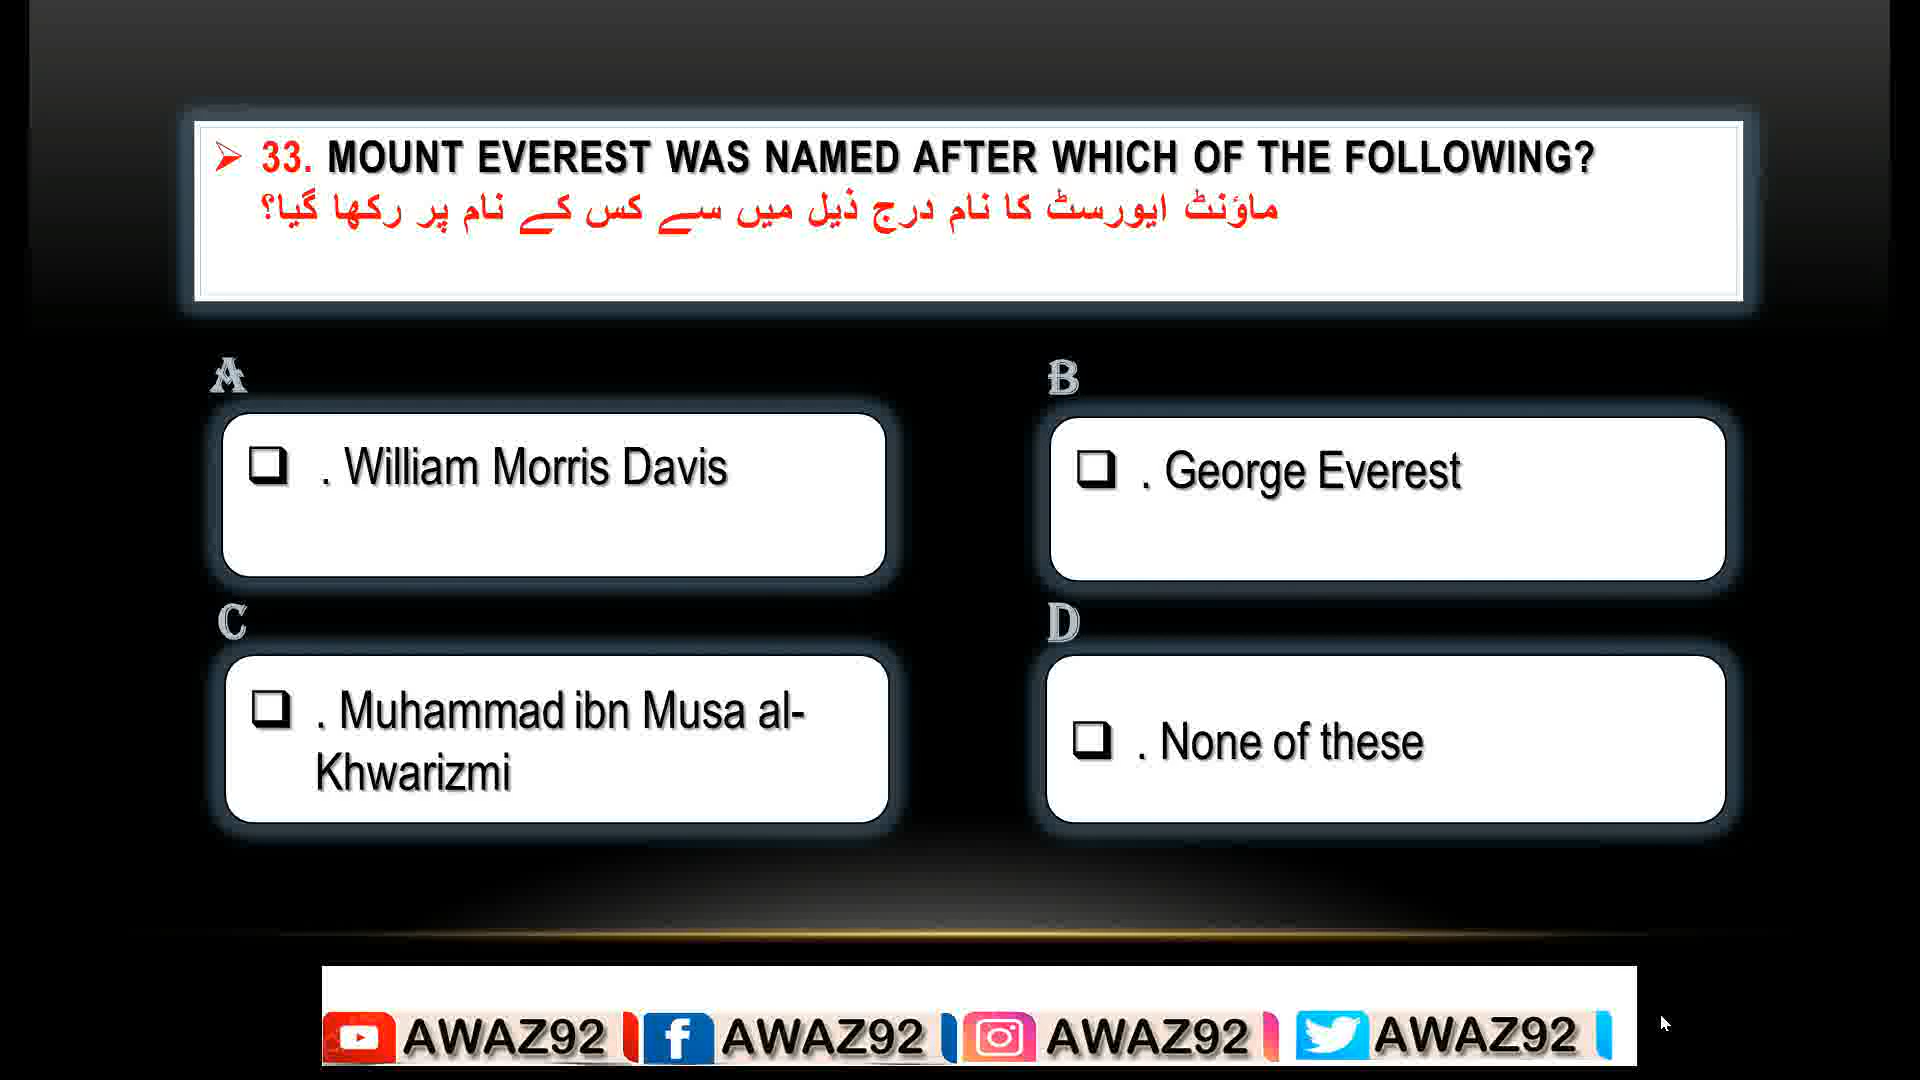 33. MOUNT EVEREST WAS NAMED AFTER WHICH OF THE FOLLOWING?
ماؤنٹ ایورسٹ کا نام درج ذیل میں سے کس کے نام پر رکھا گیا؟
A
B
. William Morris Davis
. George Everest
C
D
. Muhammad ibn Musa al-
Khwarizmi
. None of these
AWAZ92 AWAZ92 AWAZ92 AWAZ92